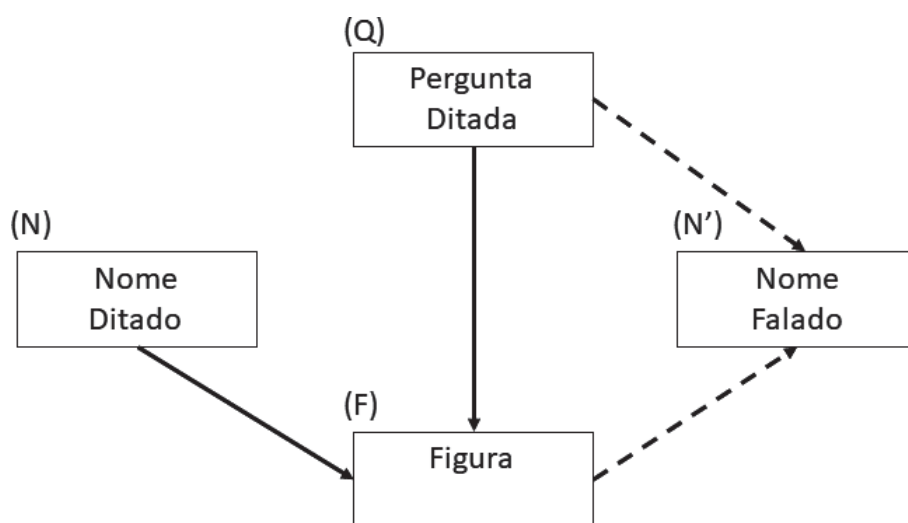 (Q)
Pergunta
Ditada
(N)
Nome
Ditado
(N’)
Nome
Falado
(F)
Figura